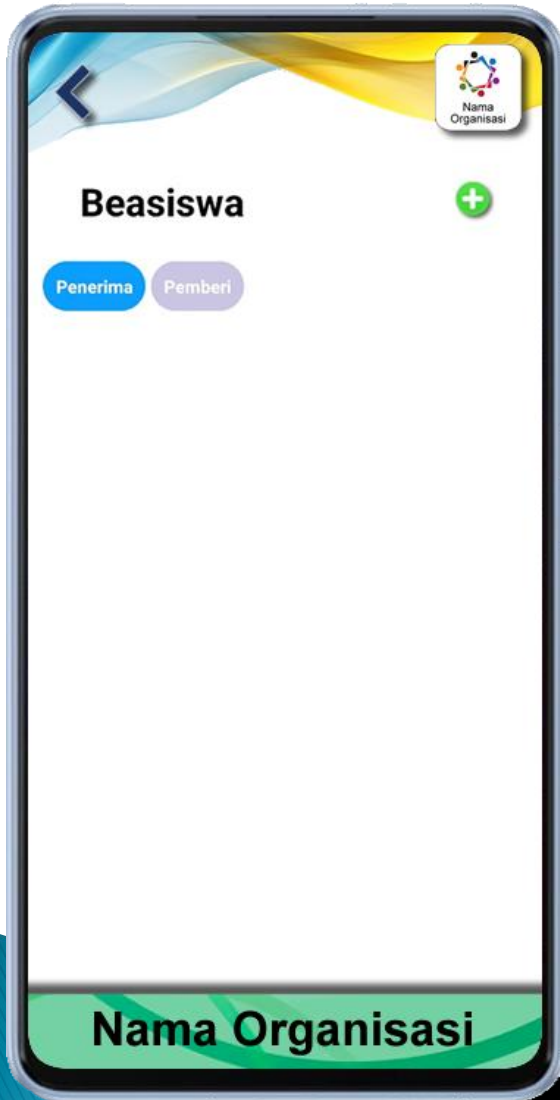 Nama
Organisasi
Beasiswa
Penerima
Pemberi
Nama Organisasi